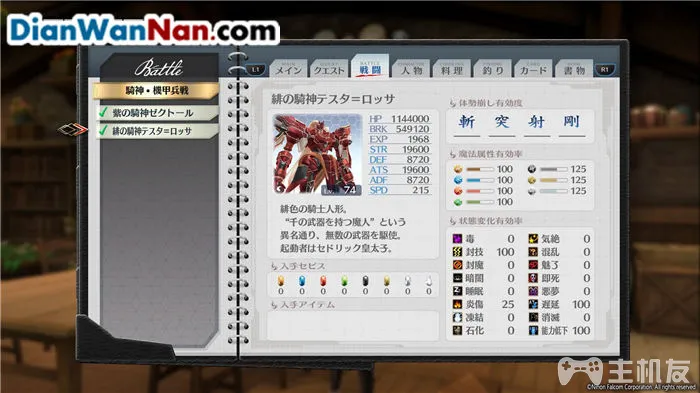 DianWanNan.com
Battle
L1
メイン
クエスト
BATTLE
戦闘
人物
料理
釣り
カード
書物
R1
騎神・機甲兵戦
紫の騎神ゼクトール
緋の騎神テスタ=ロッサ
緋の騎神テスタ=ロッサ
Lv. 74
HP 1144000
BRK 549120
EXP 1968
STR 19600
DEF 8720
ATS 19600
ADF 8720
SPD 215
緋色の騎士人形。
“千の武器を持つ魔人”という
異名通り、無数の武器を駆使。
起動者はセドリック皇太子。
入手セピス
0 0 0 0 0 0 0
入手アイテム
体勢崩し有効度
斬 突 射 剛
魔法属性有効率
100 125
100 125
100 125
100
状態変化有効率
毒 0 気絶 0
封技 100 混乱 0
封魔 0 魅了 0
暗闇 0 即死 0
睡眠 0 悪夢 0
炎傷 25 遅延 100
凍結 0 消滅 0
石化 0 能力低下 100
主机友
©Nihon Falcom Corporation. All rights reserved.